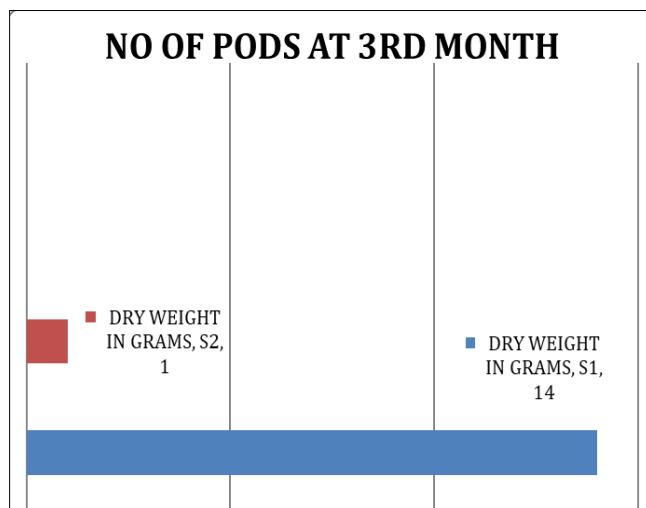 NO OF PODS AT 3RD MONTH
DRY WEIGHT
IN GRAMS, S2,
1
DRY WEIGHT
IN GRAMS, S1,
14